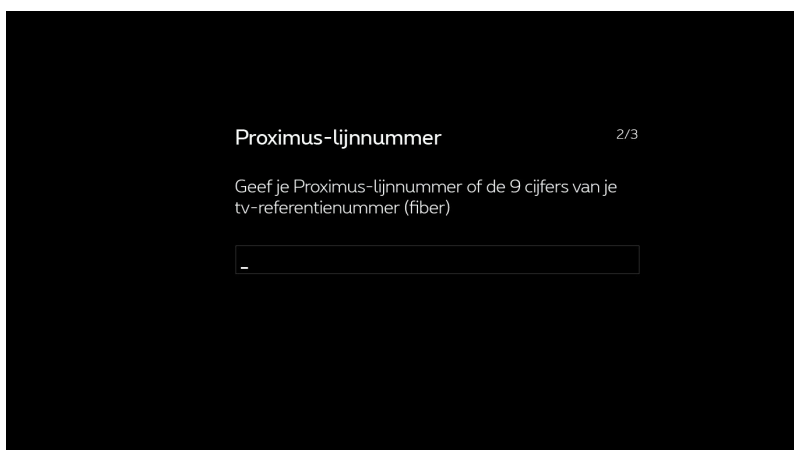 Proximus-lijnnummer 2/3
Geef je Proximus-lijnnummer of de 9 cijfers van je
tv-referentienummer (fiber)
_